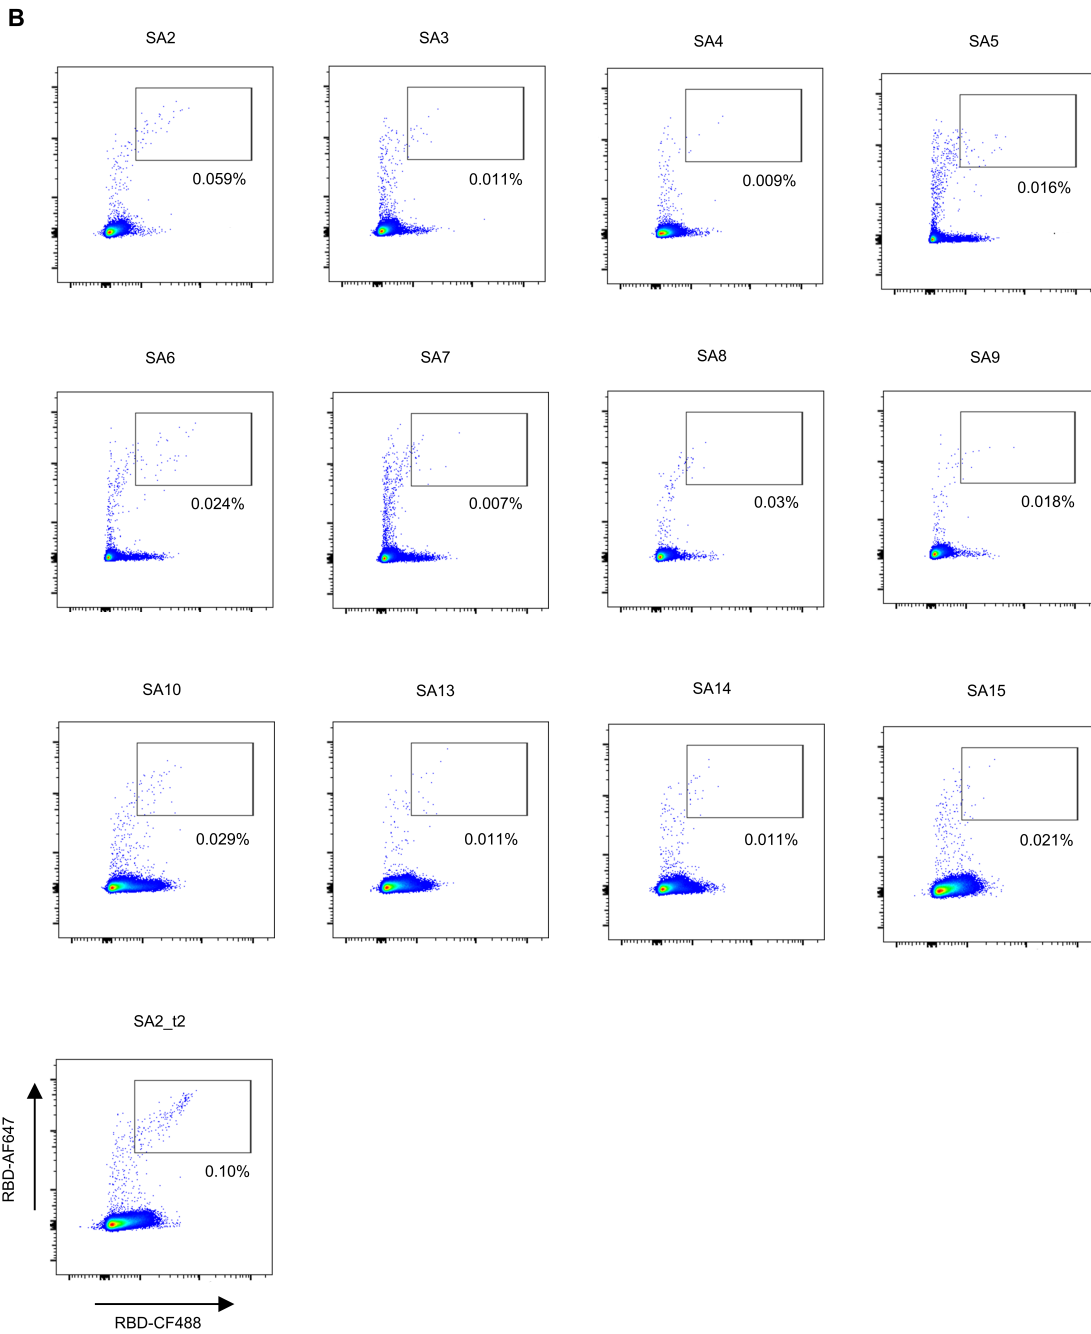 B
SA2 SA3 SA4 SA5
0.059% 0.011% 0.009% 0.016%
SA6 SA7 SA8 SA9
0.024% 0.007% 0.03% 0.018%
SA10 SA13 SA14 SA15
0.029% 0.011% 0.011% 0.021%
SA2_t2
RBD-AF647
0.10%
RBD-CF488